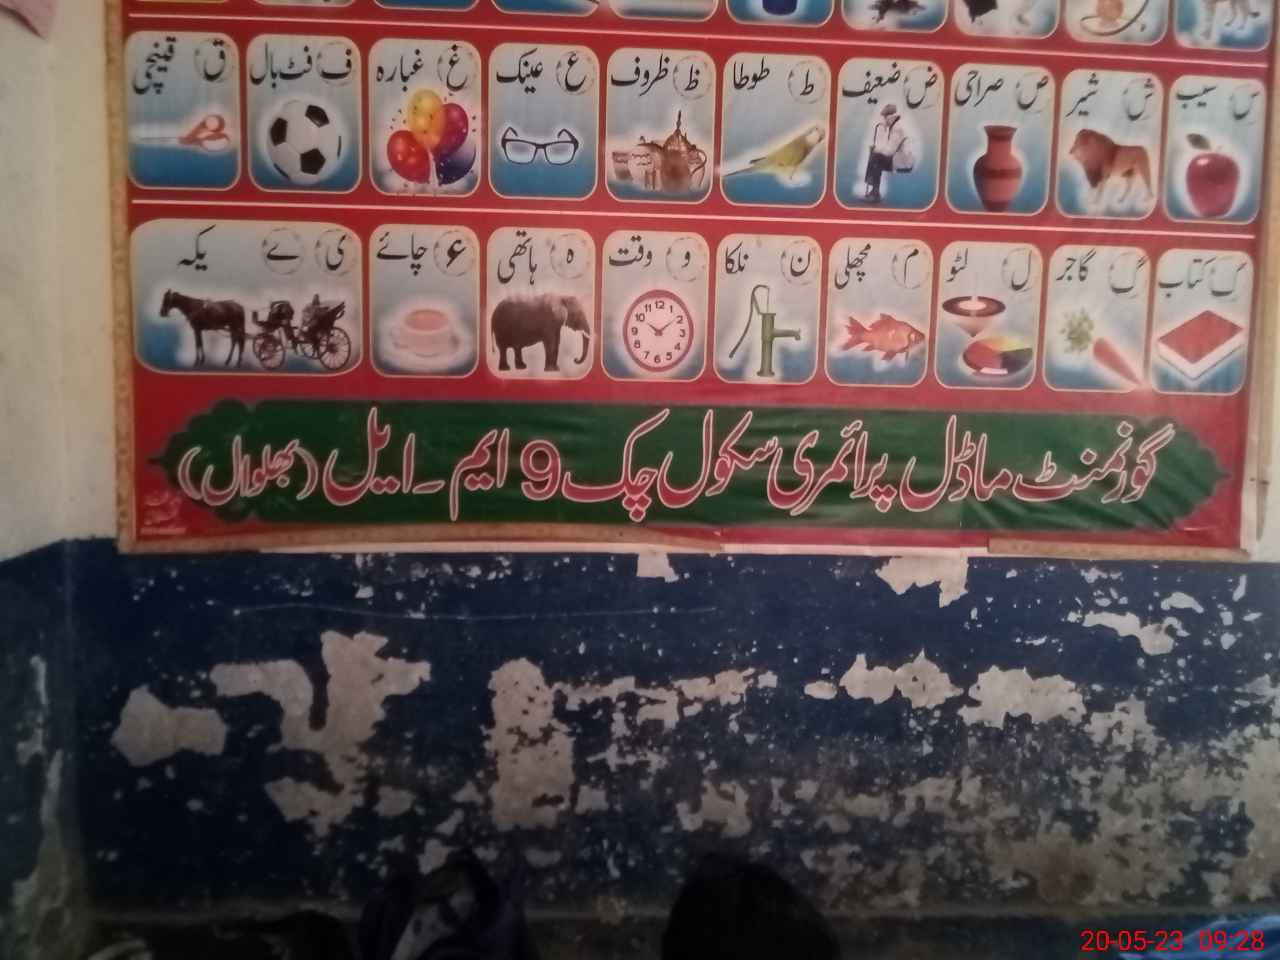 س سیب ش شیر ص صراحی ض ضعیف ط طوطا ظ ظروف ع عینک غ غبارہ ف فٹ بال ق قینچی
ک کتاب گ گاجر ل لٹو م مچھلی ن نلکا و وقت ہ ہاتھی ء چائے ی ے یکہ
گورنمنٹ ماڈل پرائمری سکول چک 9 ایم۔ایل (بھلوال)
20-05-23 09:28